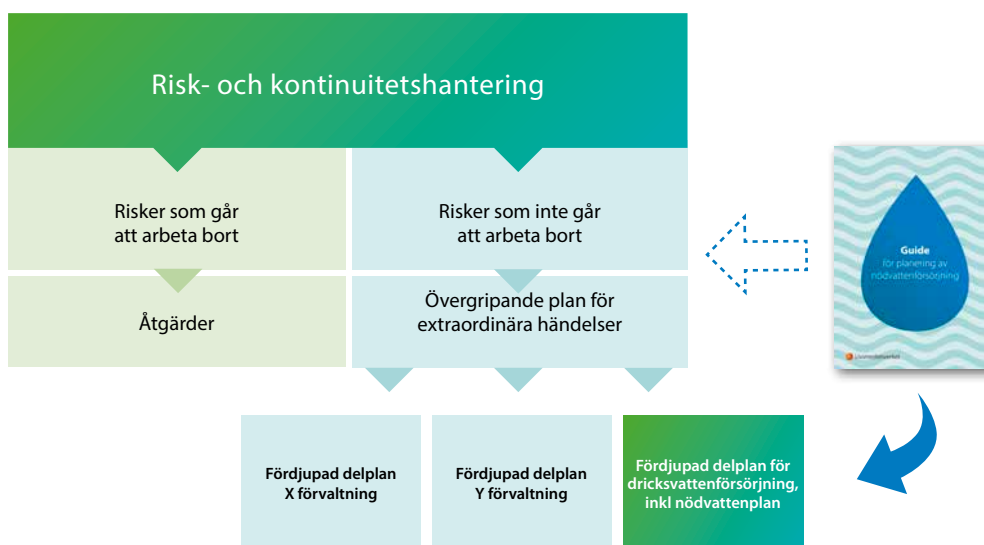 Risk- och kontinuitetshantering
Risker som går
att arbeta bort
Risker som inte går
att arbeta bort
Åtgärder
Övergripande plan för
extraordinära händelser
Guide
för planering av
nödvattenförsörjning
Livsmedelsverket
Fördjupad delplan
X förvaltning
Fördjupad delplan
Y förvaltning
Fördjupad delplan för
dricksvattenförsörjning,
inkl nödvattenplan